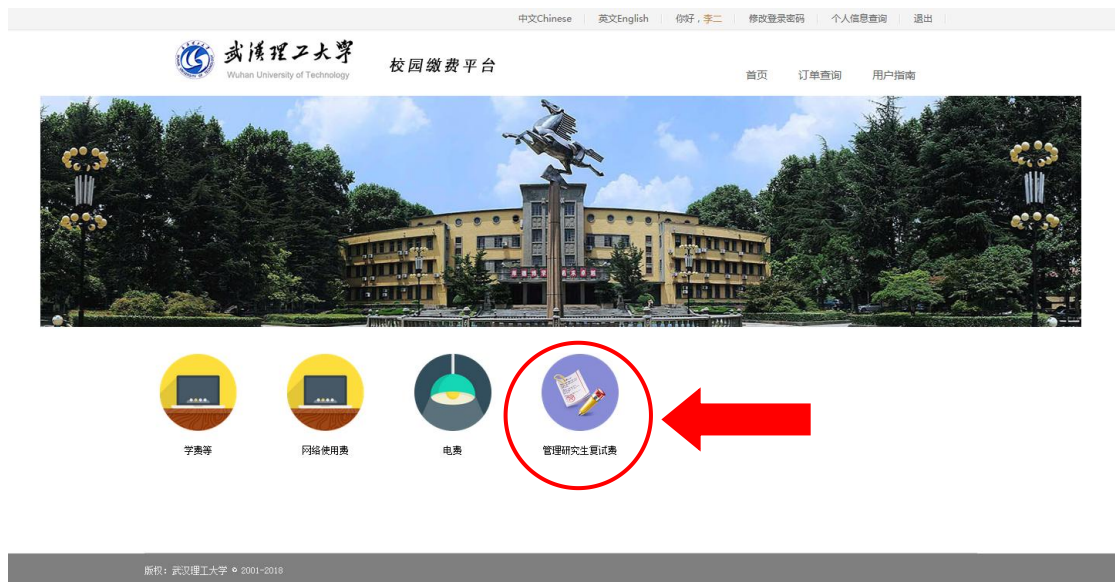 中文Chinese 英文English 你好，李二 修改登录密码 个人信息查询 退出
武汉理工大学 校园缴费平台
Wuhan University of Technology
首页 订单查询 用户指南
学费等 网络使用费 电费 管理研究生复试费
版权：武汉理工大学 © 2001-2018